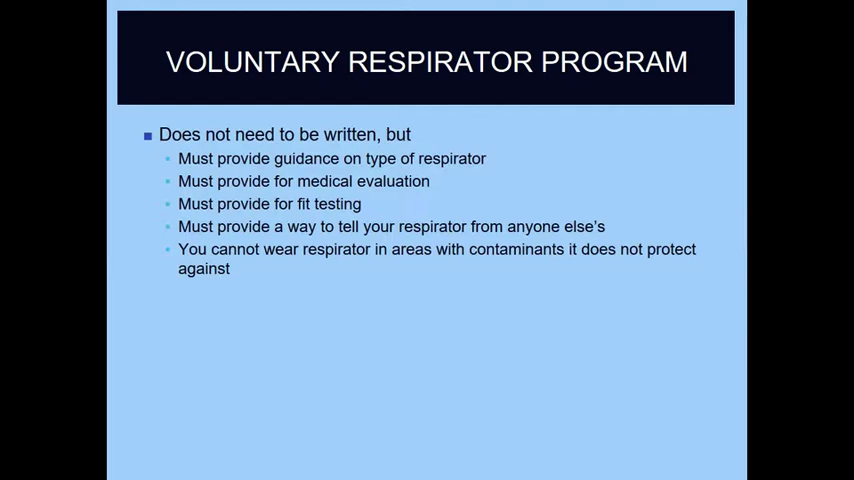 VOLUNTARY RESPIRATOR PROGRAM
Does not need to be written, but
Must provide guidance on type of respirator
Must provide for medical evaluation
Must provide for fit testing
Must provide a way to tell your respirator from anyone else's
You cannot wear respirator in areas with contaminants it does not protect
against